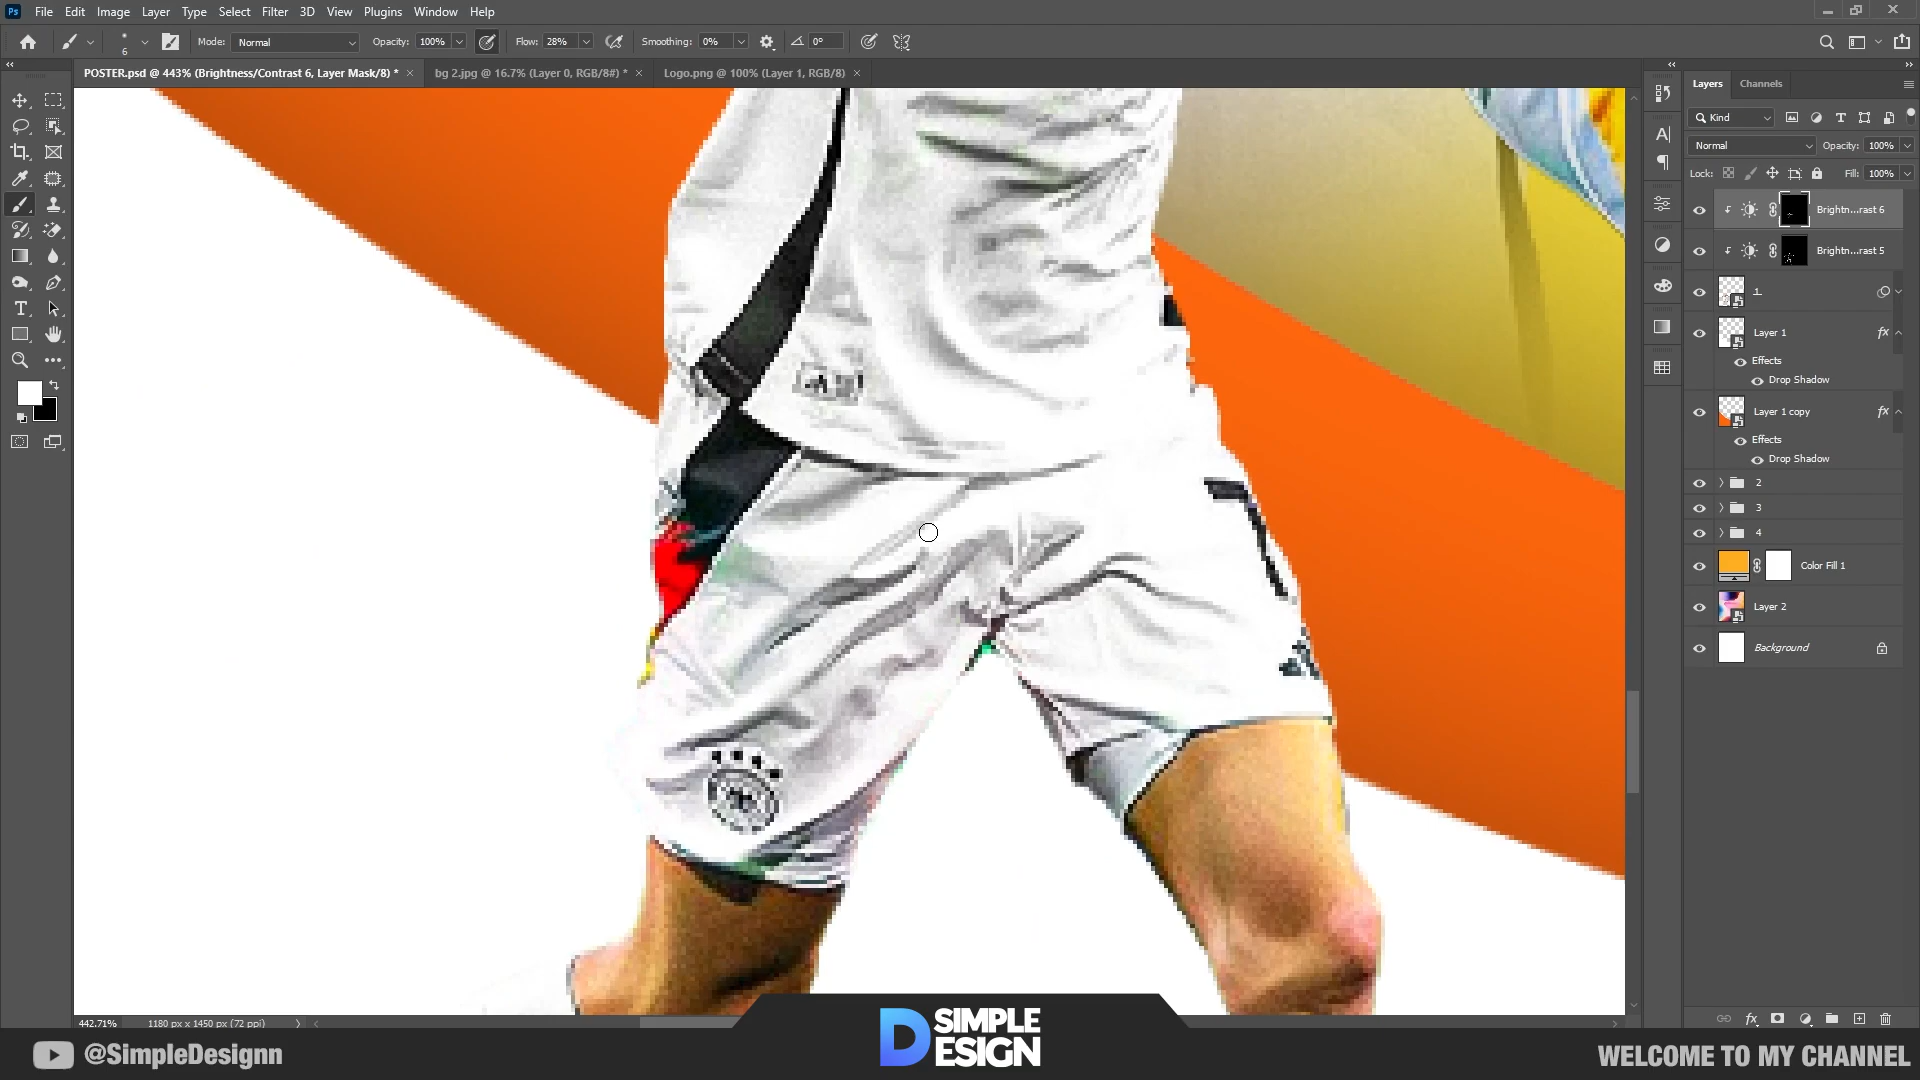 Ps File Edit Image Layer Type Select Filter 3D View Plugins Window Help
6 Mode: Normal Opacity: 100% Flow: 28% Smoothing: 0% 0°
POSTER.psd @ 443% (Brightness/Contrast 6, Layer Mask/8) * × bg 2.jpg @ 16.7% (Layer 0, RGB/8#) * × Logo.png @ 100% (Layer 1, RGB/8) ×
Layers Channels
Kind
Normal Opacity: 100%
Lock: Fill: 100%
Brightn...rast 6
Brightn...rast 5
1
Layer 1 fx
Effects
Drop Shadow
Layer 1 copy fx
Effects
Drop Shadow
2
3
4
Color Fill 1
Layer 2
Background
442.71% 1180 px x 1450 px (72 ppi)
@SimpleDesignn
SIMPLE
DESIGN
WELCOME TO MY CHANNEL